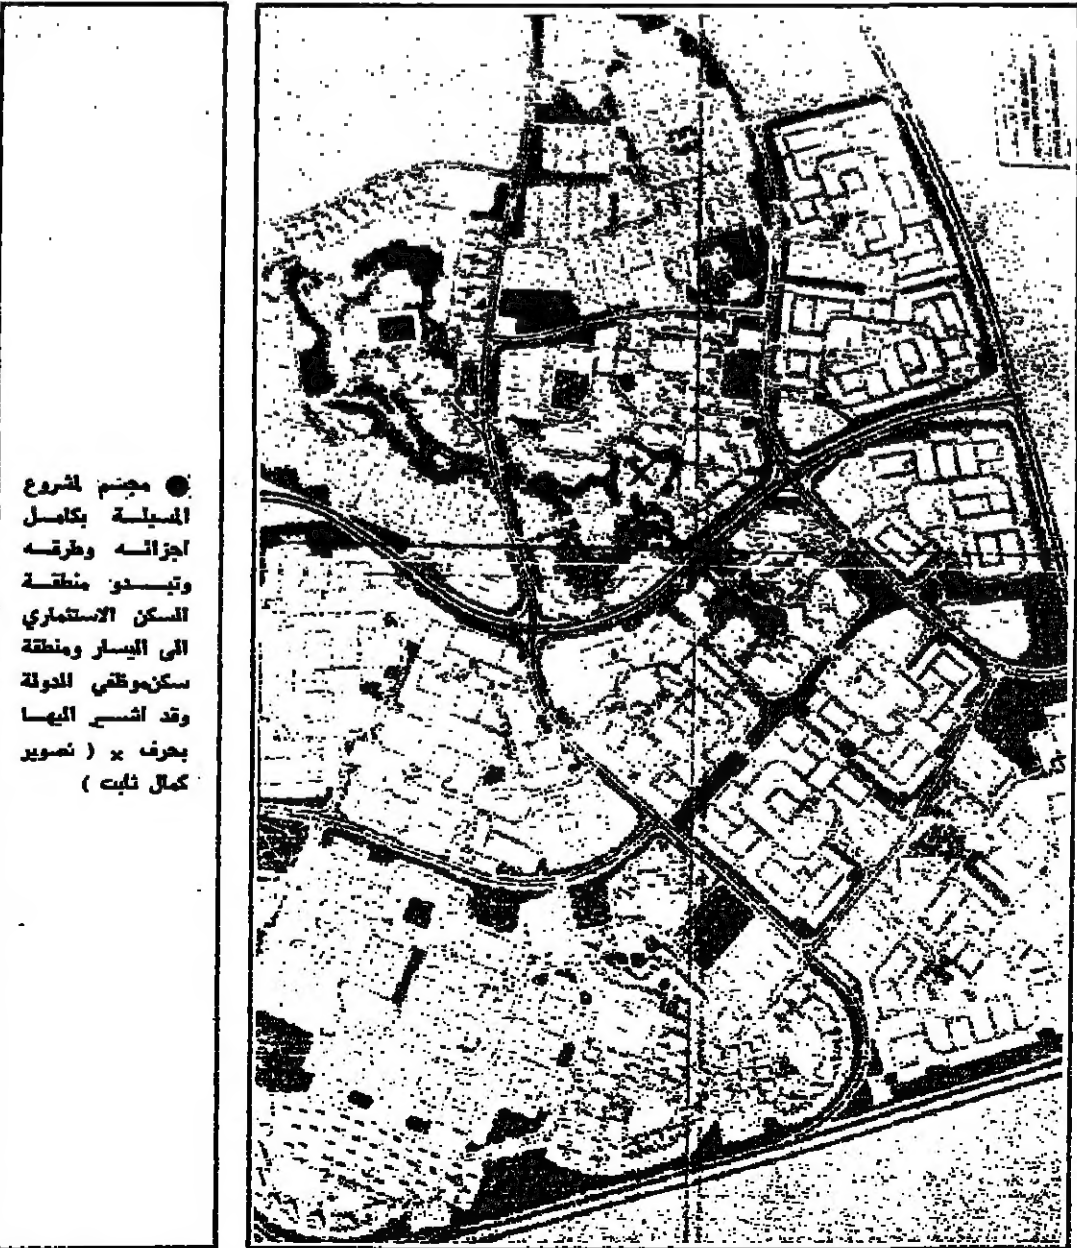 ● مجسم لمشروع
المسيلة بكامل
اجزائه وطرقه
وتبدو منطقة
السكن الاستثماري
الى اليسار ومنطقة
سكن موظفي الدولة
وقد اشير اليها
بحرف × ( تصوير
كمال ثابت )